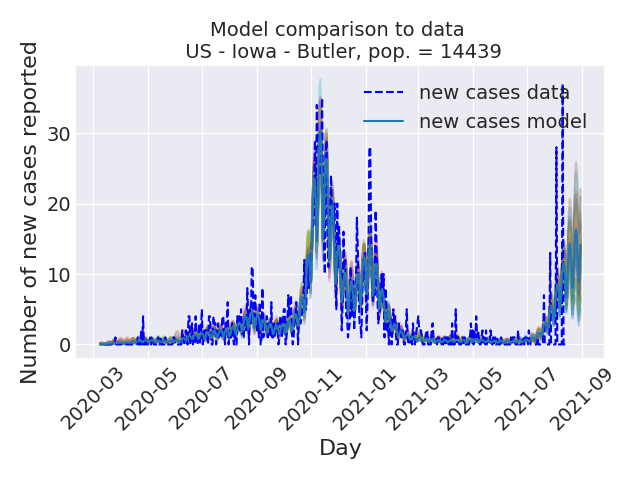 Model comparison to data
US - Iowa - Butler, pop. = 14439
Number of new cases reported
30
20
10
0
new cases data
new cases model
2020-03
2020-05
2020-07
2020-09
2020-11
2021-01
2021-03
2021-05
2021-07
2021-09
Day